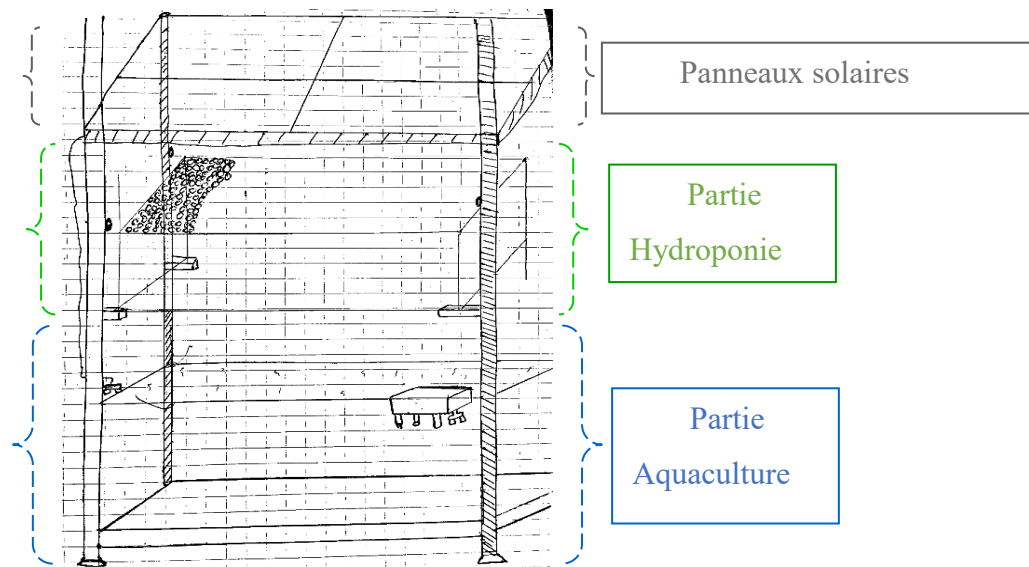 Panneaux solaires
Partie
Hydroponie
Partie
Aquaculture